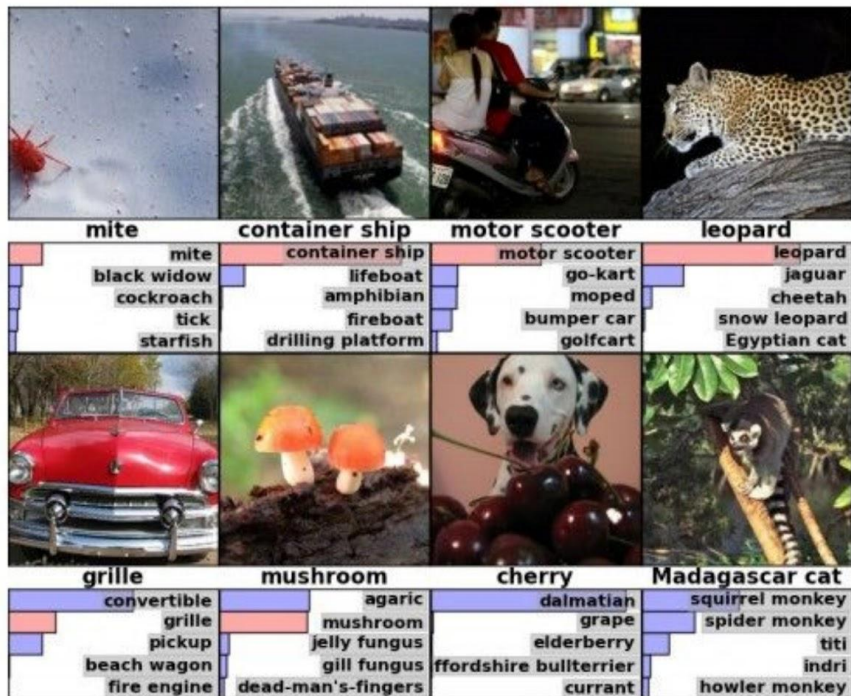 mite container ship motor scooter leopard
mite container ship motor scooter leopard
black widow lifeboat go-kart jaguar
cockroach amphibian moped cheetah
tick fireboat bumper car snow leopard
starfish drilling platform golfcart Egyptian cat
grille mushroom cherry Madagascar cat
convertible agaric dalmatian squirrel monkey
grille mushroom grape spider monkey
pickup jelly fungus elderberry titi
beach wagon gill fungus ffordshire bullterrier indri
fire engine dead-man's-fingers currant howler monkey